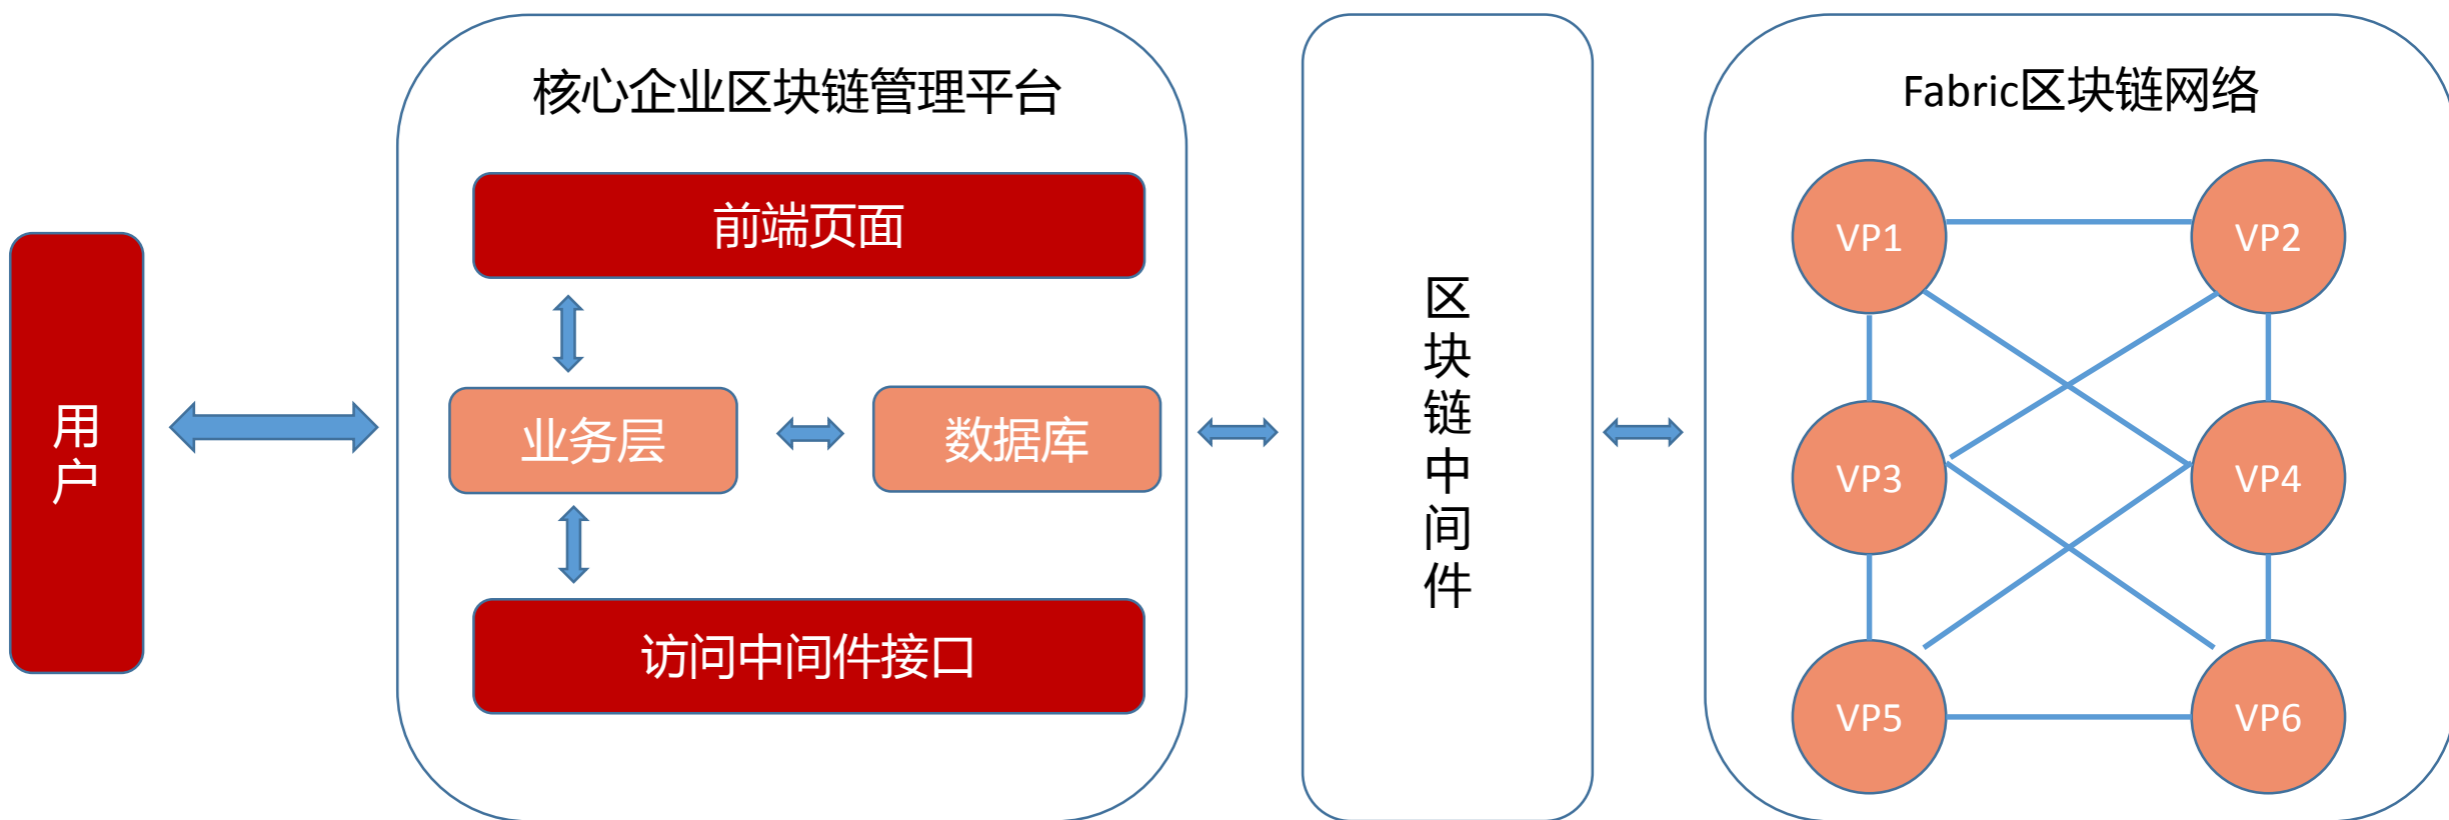 用户
核心企业区块链管理平台
前端页面
业务层
数据库
访问中间件接口
区块链中间件
Fabric区块链网络
VP1
VP2
VP3
VP4
VP5
VP6